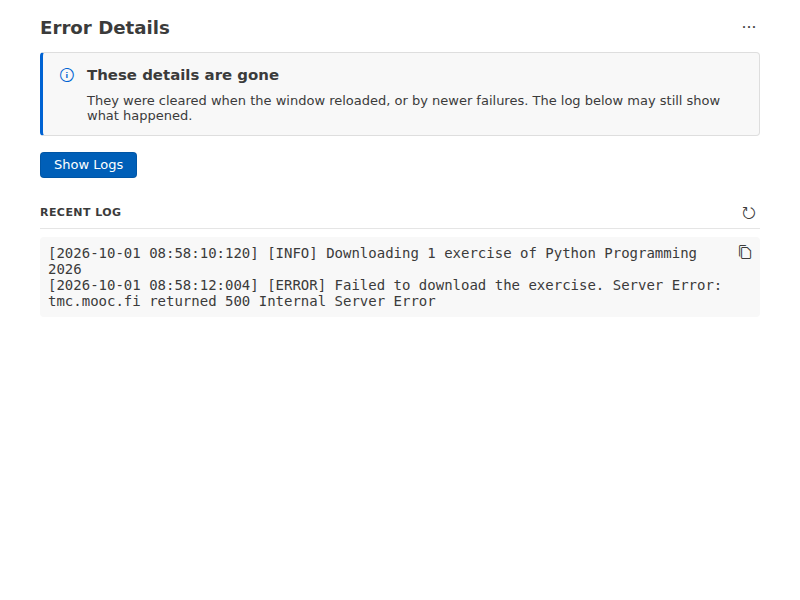 Error Details
These details are gone
They were cleared when the window reloaded, or by newer failures. The log below may still show
what happened.
Show Logs
RECENT LOG
[2026-10-01 08:58:10:120] [INFO] Downloading 1 exercise of Python Programming
2026
[2026-10-01 08:58:12:004] [ERROR] Failed to download the exercise. Server Error:
tmc.mooc.fi returned 500 Internal Server Error